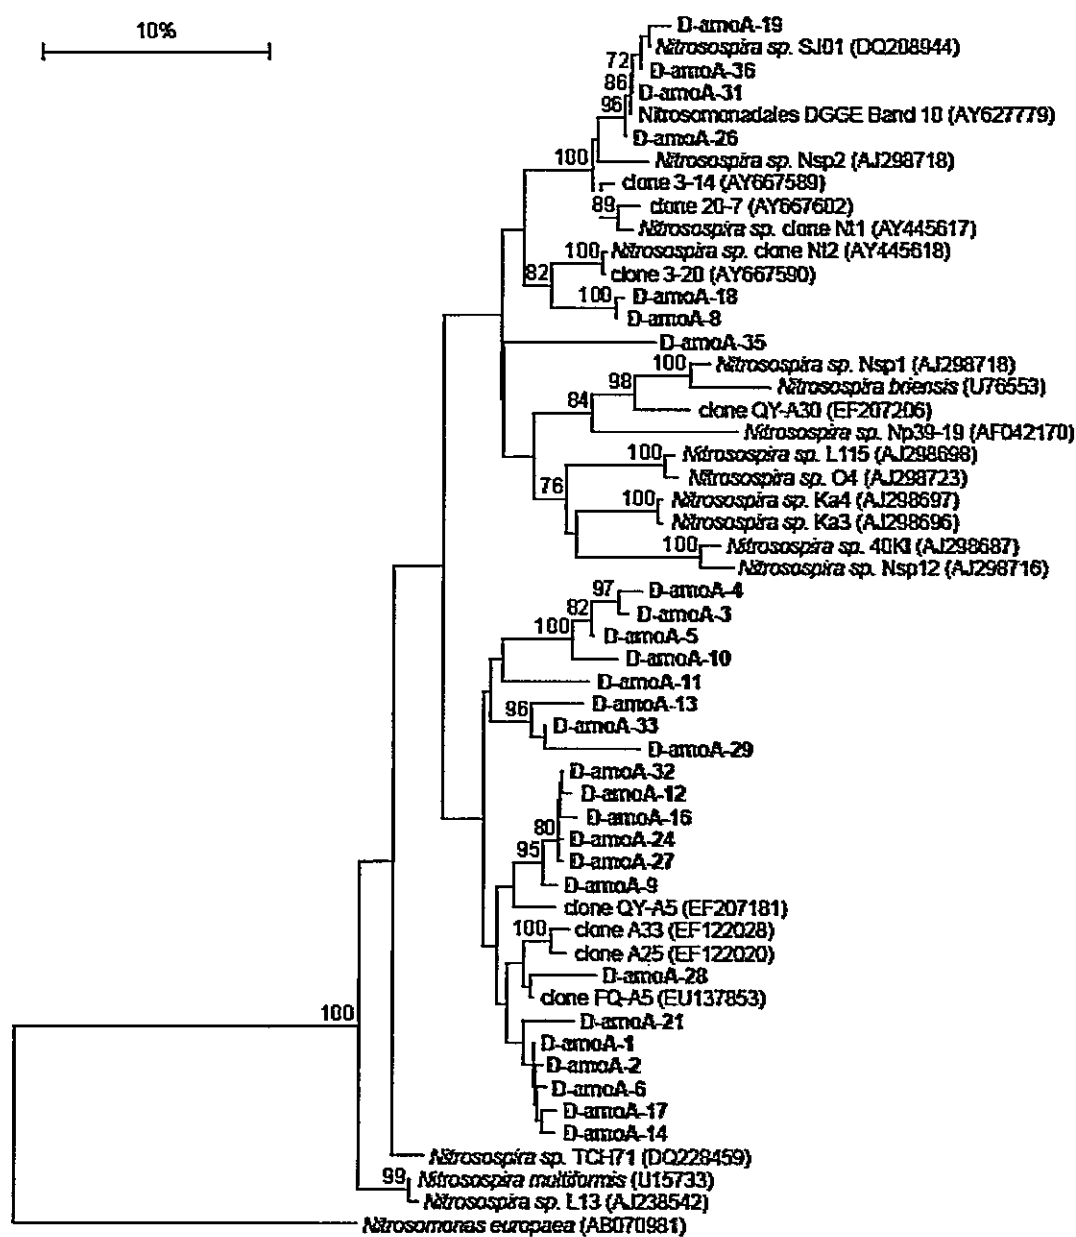 10%
D-amoA-19
Nitrosospira sp. SJ01 (DQ208944)
72
D-amoA-36
86
D-amoA-31
96
Nitrosomonadales DGGE Band 10 (AY627779)
D-amoA-26
100
Nitrosospira sp. Nsp2 (AJ298718)
clone 3-14 (AY667589)
89
clone 20-7 (AY667602)
Nitrosospira sp. clone Nt1 (AY445617)
100
Nitrosospira sp. clone Nt2 (AY445618)
82
clone 3-20 (AY667590)
100
D-amoA-18
D-amoA-8
D-amoA-35
100
Nitrosospira sp. Nsp1 (AJ298718)
98
Nitrosospira briensis (U76553)
84
clone QY-A30 (EF207206)
Nitrosospira sp. Np39-19 (AF042170)
100
Nitrosospira sp. L115 (AJ298698)
76
Nitrosospira sp. O4 (AJ298723)
100
Nitrosospira sp. Ka4 (AJ298697)
Nitrosospira sp. Ka3 (AJ298696)
100
Nitrosospira sp. 40KI (AJ298687)
Nitrosospira sp. Nsp12 (AJ298716)
97
D-amoA-4
82
D-amoA-3
100
D-amoA-5
D-amoA-10
D-amoA-11
96
D-amoA-13
D-amoA-33
D-amoA-29
D-amoA-32
D-amoA-12
D-amoA-16
80
D-amoA-24
95
D-amoA-27
D-amoA-9
clone QY-A5 (EF207181)
100
clone A33 (EF122028)
clone A25 (EF122020)
D-amoA-28
clone FQ-A5 (EU137853)
100
D-amoA-21
D-amoA-1
D-amoA-2
D-amoA-6
D-amoA-17
D-amoA-14
Nitrosospira sp. TCH71 (DQ228459)
99
Nitrosospira multiformis (U15733)
Nitrosospira sp. L13 (AJ238542)
Nitrosomonas europaea (AB070981)